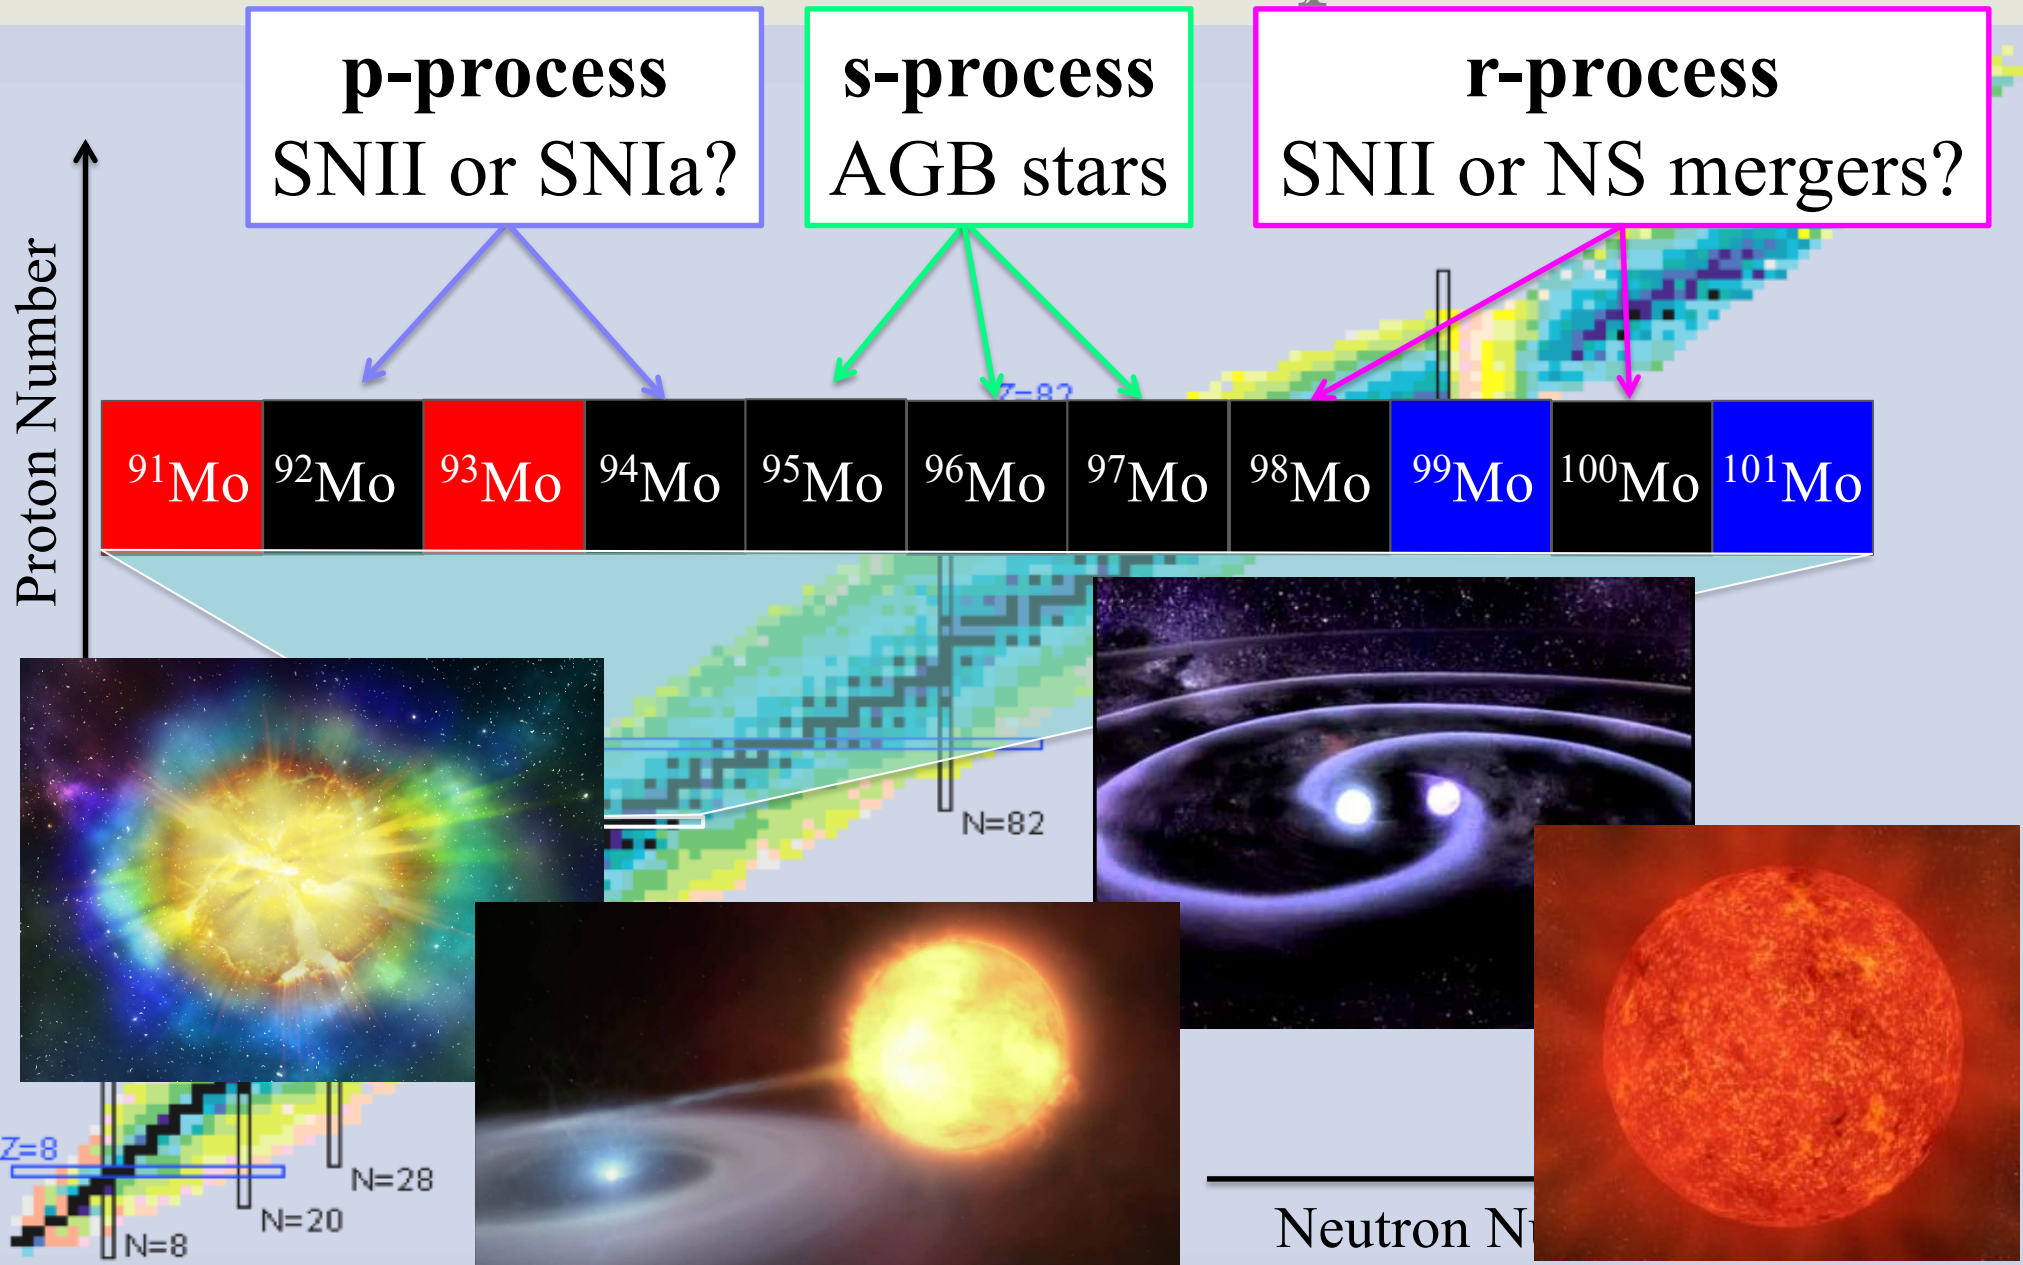 p-process
SNII or SNIa?
s-process
AGB stars
r-process
SNII or NS mergers?
Proton Number
Z=82
⁹¹Mo
⁹²Mo
⁹³Mo
⁹⁴Mo
⁹⁵Mo
⁹⁶Mo
⁹⁷Mo
⁹⁸Mo
⁹⁹Mo
¹⁰⁰Mo
¹⁰¹Mo
N=82
Z=8
N=28
N=20
N=8
Neutron